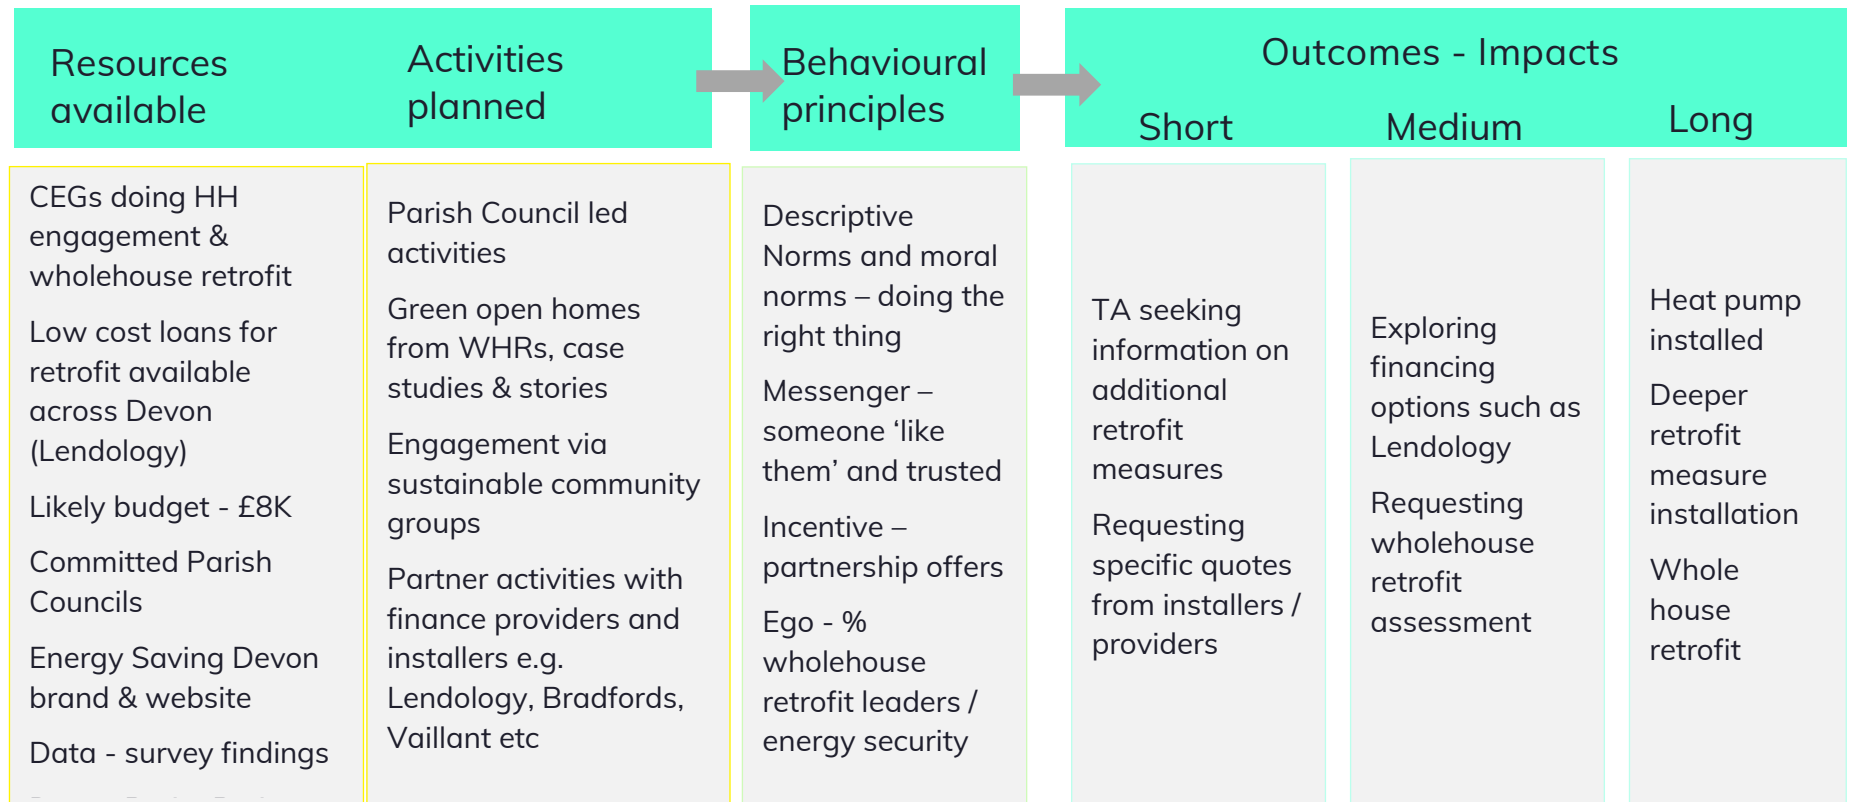 Resources
available
Activities
planned
Behavioural
principles
Outcomes - Impacts
Short
Medium
Long
CEGs doing HH
engagement &
wholehouse retrofit
Low cost loans for
retrofit available
across Devon
(Lendology)
Likely budget - £8K
Committed Parish
Councils
Energy Saving Devon
brand & website
Data - survey findings
Parish Council led
activities
Green open homes
from WHRs, case
studies & stories
Engagement via
sustainable community
groups
Partner activities with
finance providers and
installers e.g.
Lendology, Bradfords,
Vaillant etc
Descriptive
Norms and moral
norms – doing the
right thing
Messenger –
someone ‘like
them’ and trusted
Incentive –
partnership offers
Ego - %
wholehouse
retrofit leaders /
energy security
TA seeking
information on
additional
retrofit
measures
Requesting
specific quotes
from installers /
providers
Exploring
financing
options such as
Lendology
Requesting
wholehouse
retrofit
assessment
Heat pump
installed
Deeper
retrofit
measure
installation
Whole
house
retrofit